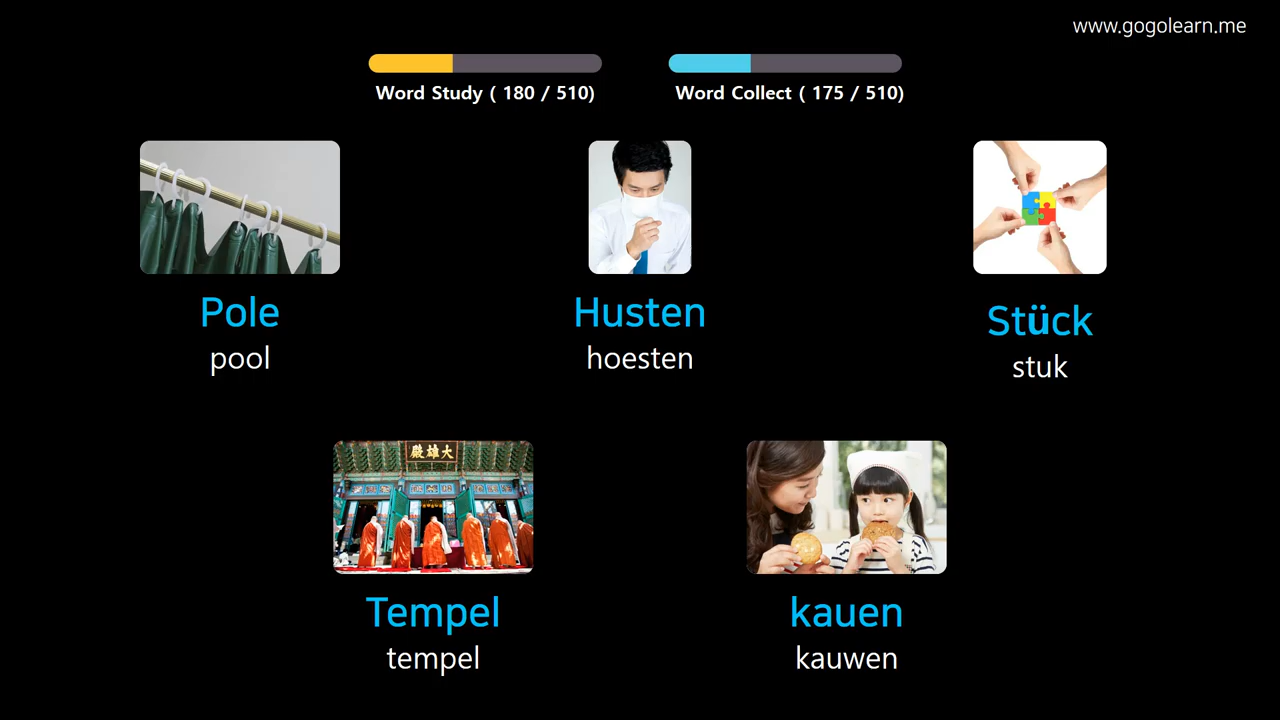 www.gogolearn.me
Word Study ( 180 / 510)
Word Collect ( 175 / 510)
Pole
pool
Husten
hoesten
Stück
stuk
大雄殿
Tempel
tempel
kauen
kauwen